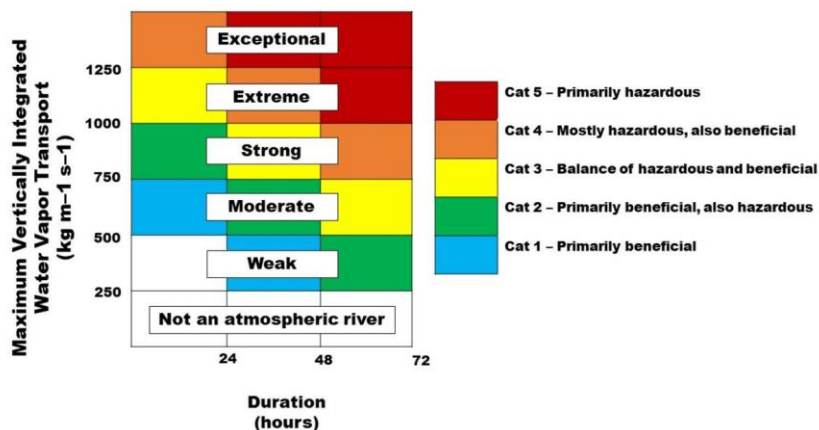 Maximum Vertically Integrated
Water Vapor Transport
(kg m−1 s−1)
1250
1000
750
500
250
Exceptional
Extreme
Strong
Moderate
Weak
Not an atmospheric river
24
48
72
Duration
(hours)
Cat 5 – Primarily hazardous
Cat 4 – Mostly hazardous, also beneficial
Cat 3 – Balance of hazardous and beneficial
Cat 2 – Primarily beneficial, also hazardous
Cat 1 – Primarily beneficial